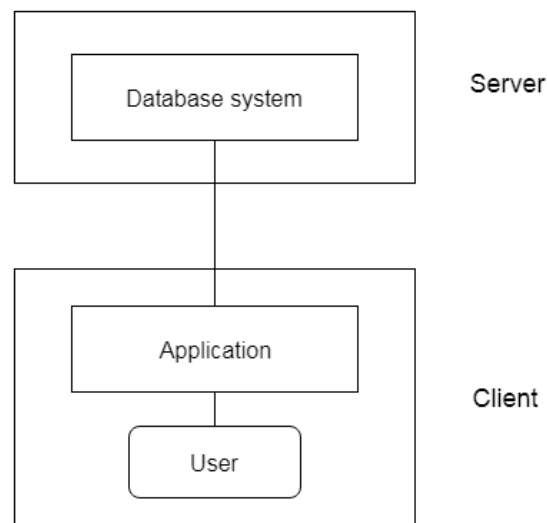 Server
Database system
Application
Client
User